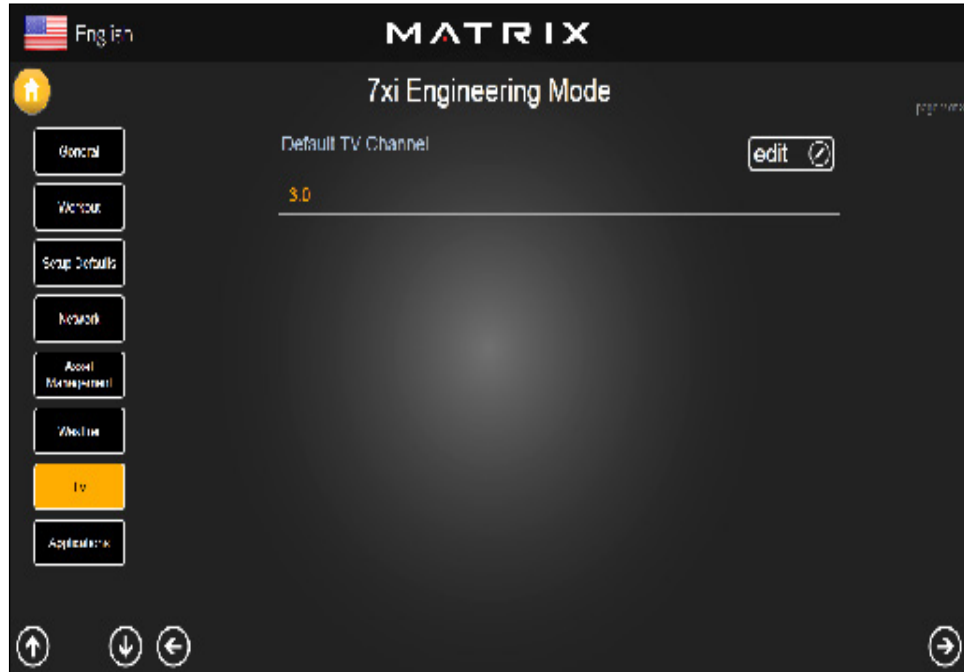 English
MATRIX
7xi Engineering Mode
General
Workout
Setup Defaults
Network
Asset
Management
Weather
TV
Applications
Default TV Channel
edit
3.0